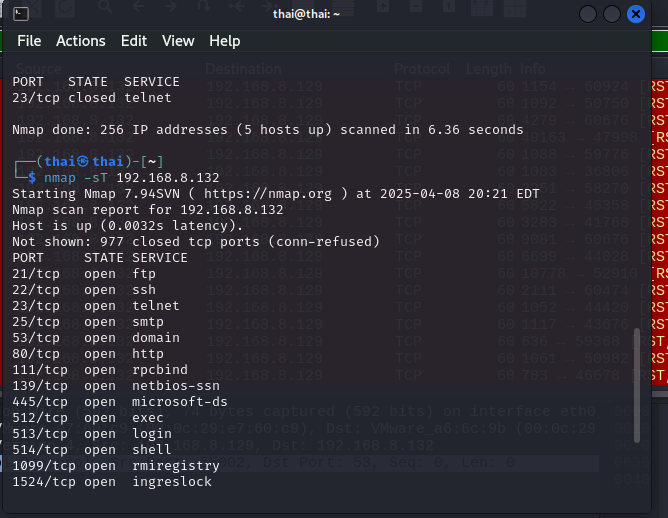 thai@thai: ~
File Actions Edit View Help
PORT STATE SERVICE
23/tcp closed telnet
Nmap done: 256 IP addresses (5 hosts up) scanned in 6.36 seconds
(thai㉿thai)-[~]
$ nmap -sT 192.168.8.132
Starting Nmap 7.94SVN ( https://nmap.org ) at 2025-04-08 20:21 EDT
Nmap scan report for 192.168.8.132
Host is up (0.0032s latency).
Not shown: 977 closed tcp ports (conn-refused)
PORT STATE SERVICE
21/tcp open ftp
22/tcp open ssh
23/tcp open telnet
25/tcp open smtp
53/tcp open domain
80/tcp open http
111/tcp open rpcbind
139/tcp open netbios-ssn
445/tcp open microsoft-ds
512/tcp open exec
513/tcp open login
514/tcp open shell
1099/tcp open rmiregistry
1524/tcp open ingreslock